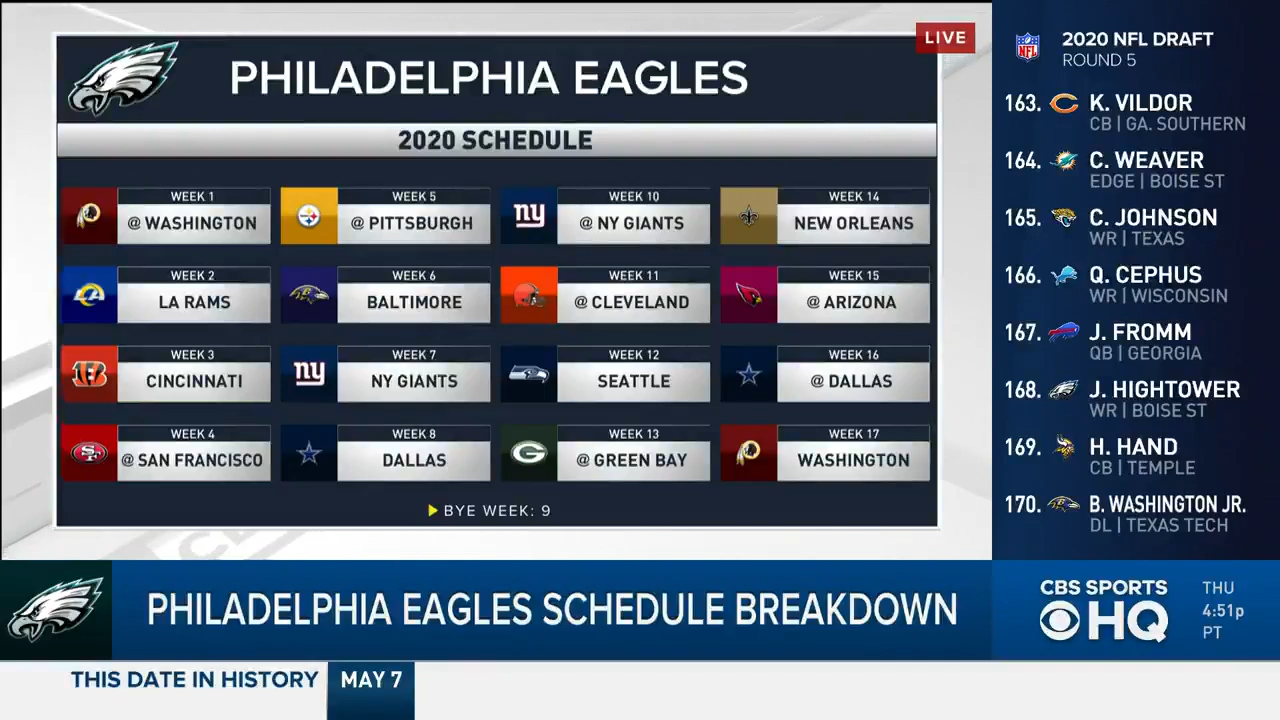 LIVE
PHILADELPHIA EAGLES
2020 SCHEDULE
WEEK 1
@ WASHINGTON
WEEK 2
LA RAMS
WEEK 3
CINCINNATI
WEEK 4
@ SAN FRANCISCO
WEEK 5
@ PITTSBURGH
WEEK 6
BALTIMORE
ny
WEEK 7
NY GIANTS
WEEK 8
DALLAS
ny
WEEK 10
@ NY GIANTS
WEEK 11
@ CLEVELAND
WEEK 12
SEATTLE
G
WEEK 13
@ GREEN BAY
WEEK 14
NEW ORLEANS
WEEK 15
@ ARIZONA
WEEK 16
@ DALLAS
WEEK 17
WASHINGTON
BYE WEEK: 9
NFL
2020 NFL DRAFT
ROUND 5
163. K. VILDOR
CB | GA. SOUTHERN
164. C. WEAVER
EDGE | BOISE ST
165. C. JOHNSON
WR | TEXAS
166. Q. CEPHUS
WR | WISCONSIN
167. J. FROMM
QB | GEORGIA
168. J. HIGHTOWER
WR | BOISE ST
169. H. HAND
CB | TEMPLE
170. B. WASHINGTON JR.
DL | TEXAS TECH
PHILADELPHIA EAGLES SCHEDULE BREAKDOWN
CBS SPORTS
HQ
THU
4:51p
PT
THIS DATE IN HISTORY
MAY 7